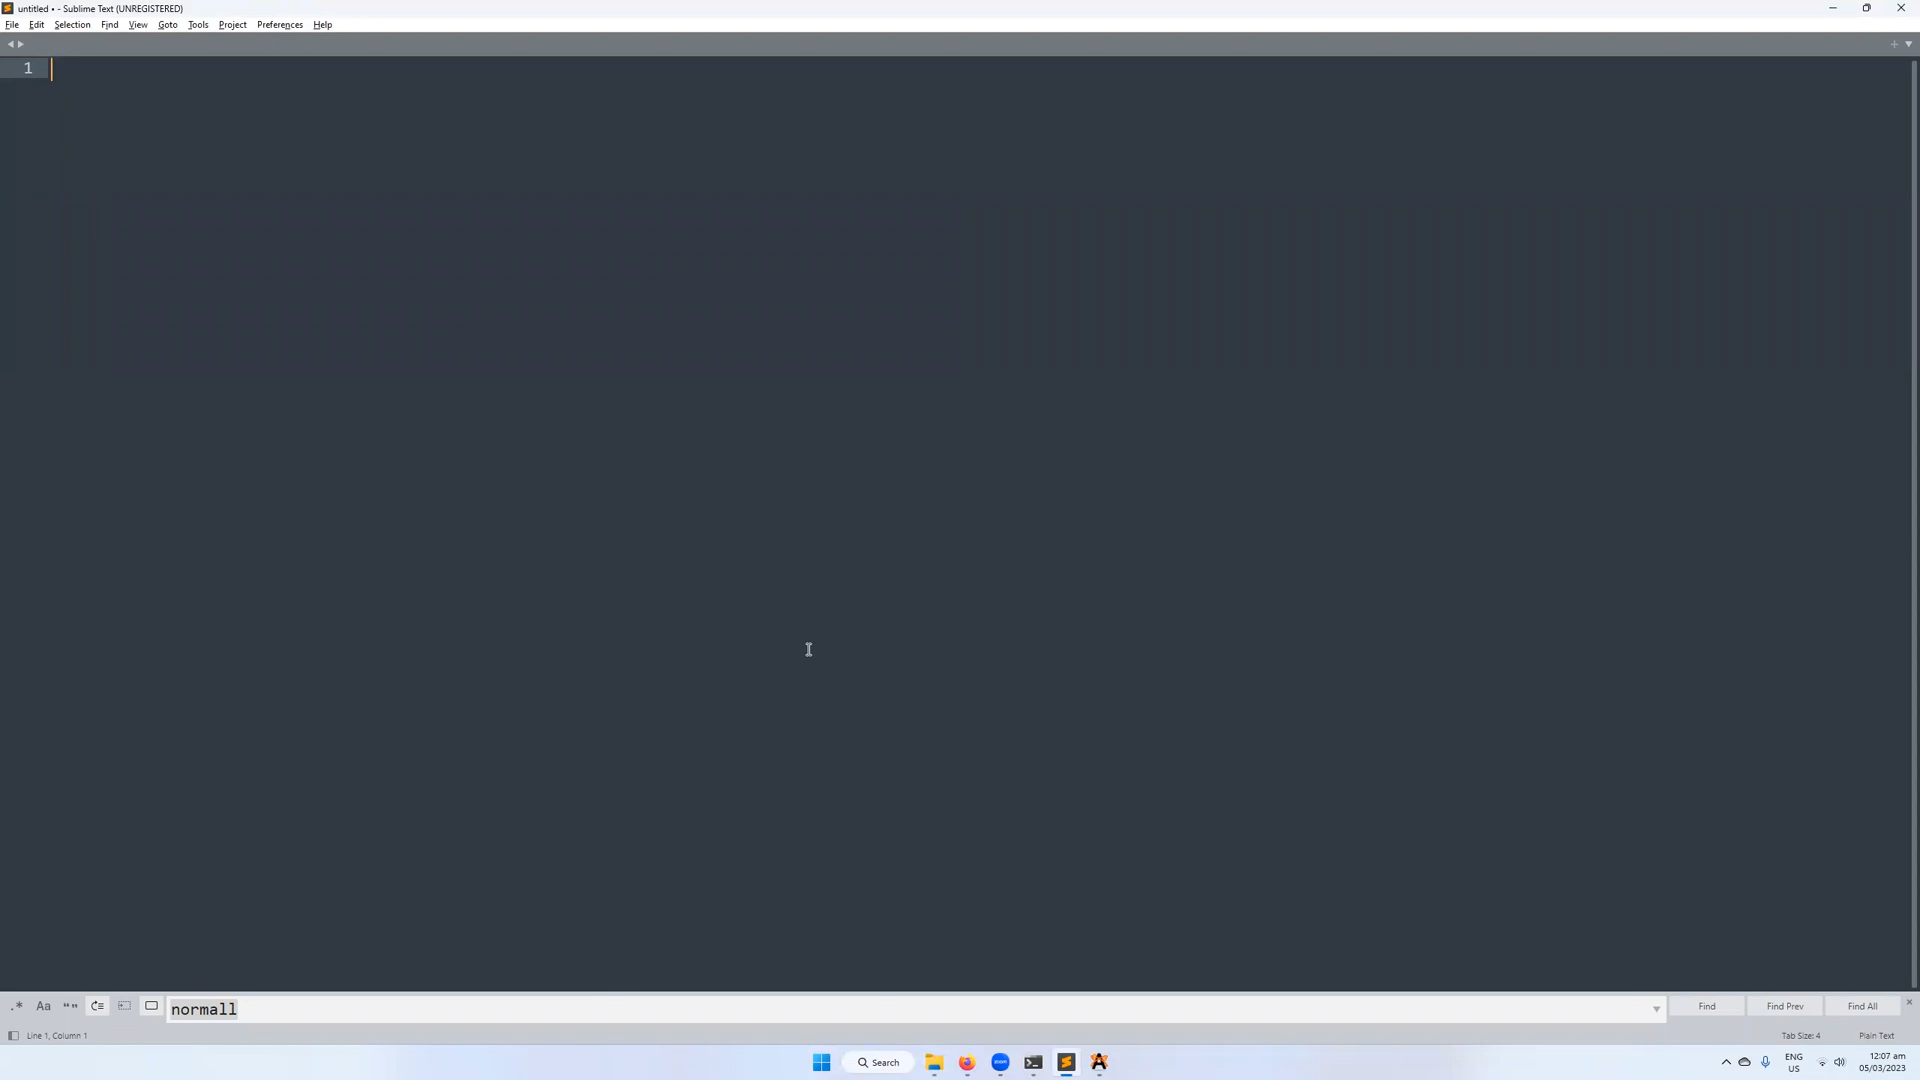 untitled • - Sublime Text (UNREGISTERED)
File Edit Selection Find View Goto Tools Project Preferences Help
1
.* Aa “” normall Find Find Prev Find All
Line 1, Column 1 Tab Size: 4 Plain Text
Search zoom ENG US 12:07 am 05/03/2023